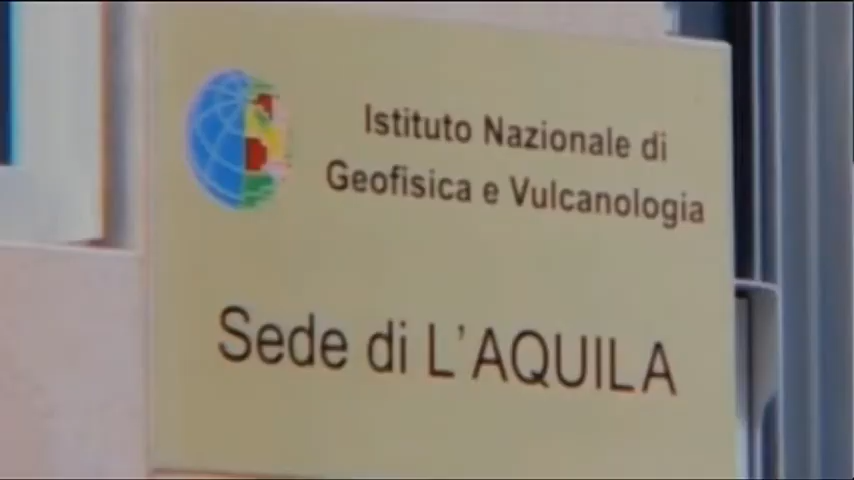 Istituto Nazionale di
Geofisica e Vulcanologia
Sede di L'AQUILA